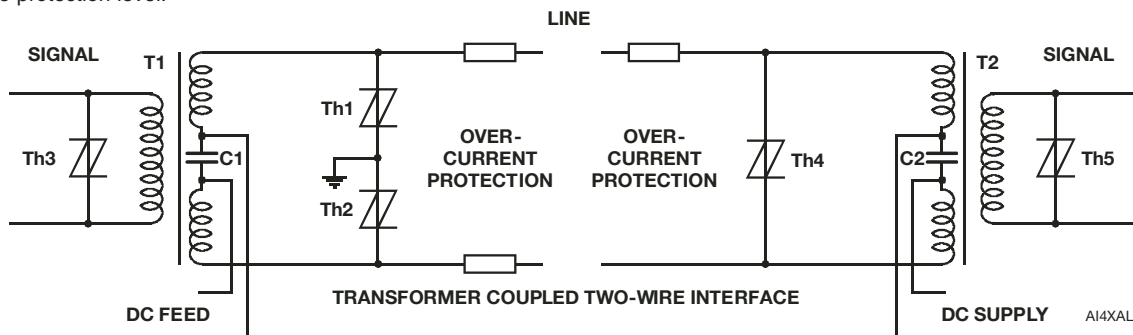 protection level.
LINE
SIGNAL
T1
T2
SIGNAL
Th1
Th3
C1
OVER-
CURRENT
PROTECTION
OVER-
CURRENT
PROTECTION
Th4
C2
Th5
Th2
DC FEED
TRANSFORMER COUPLED TWO-WIRE INTERFACE
DC SUPPLY
AI4XAL